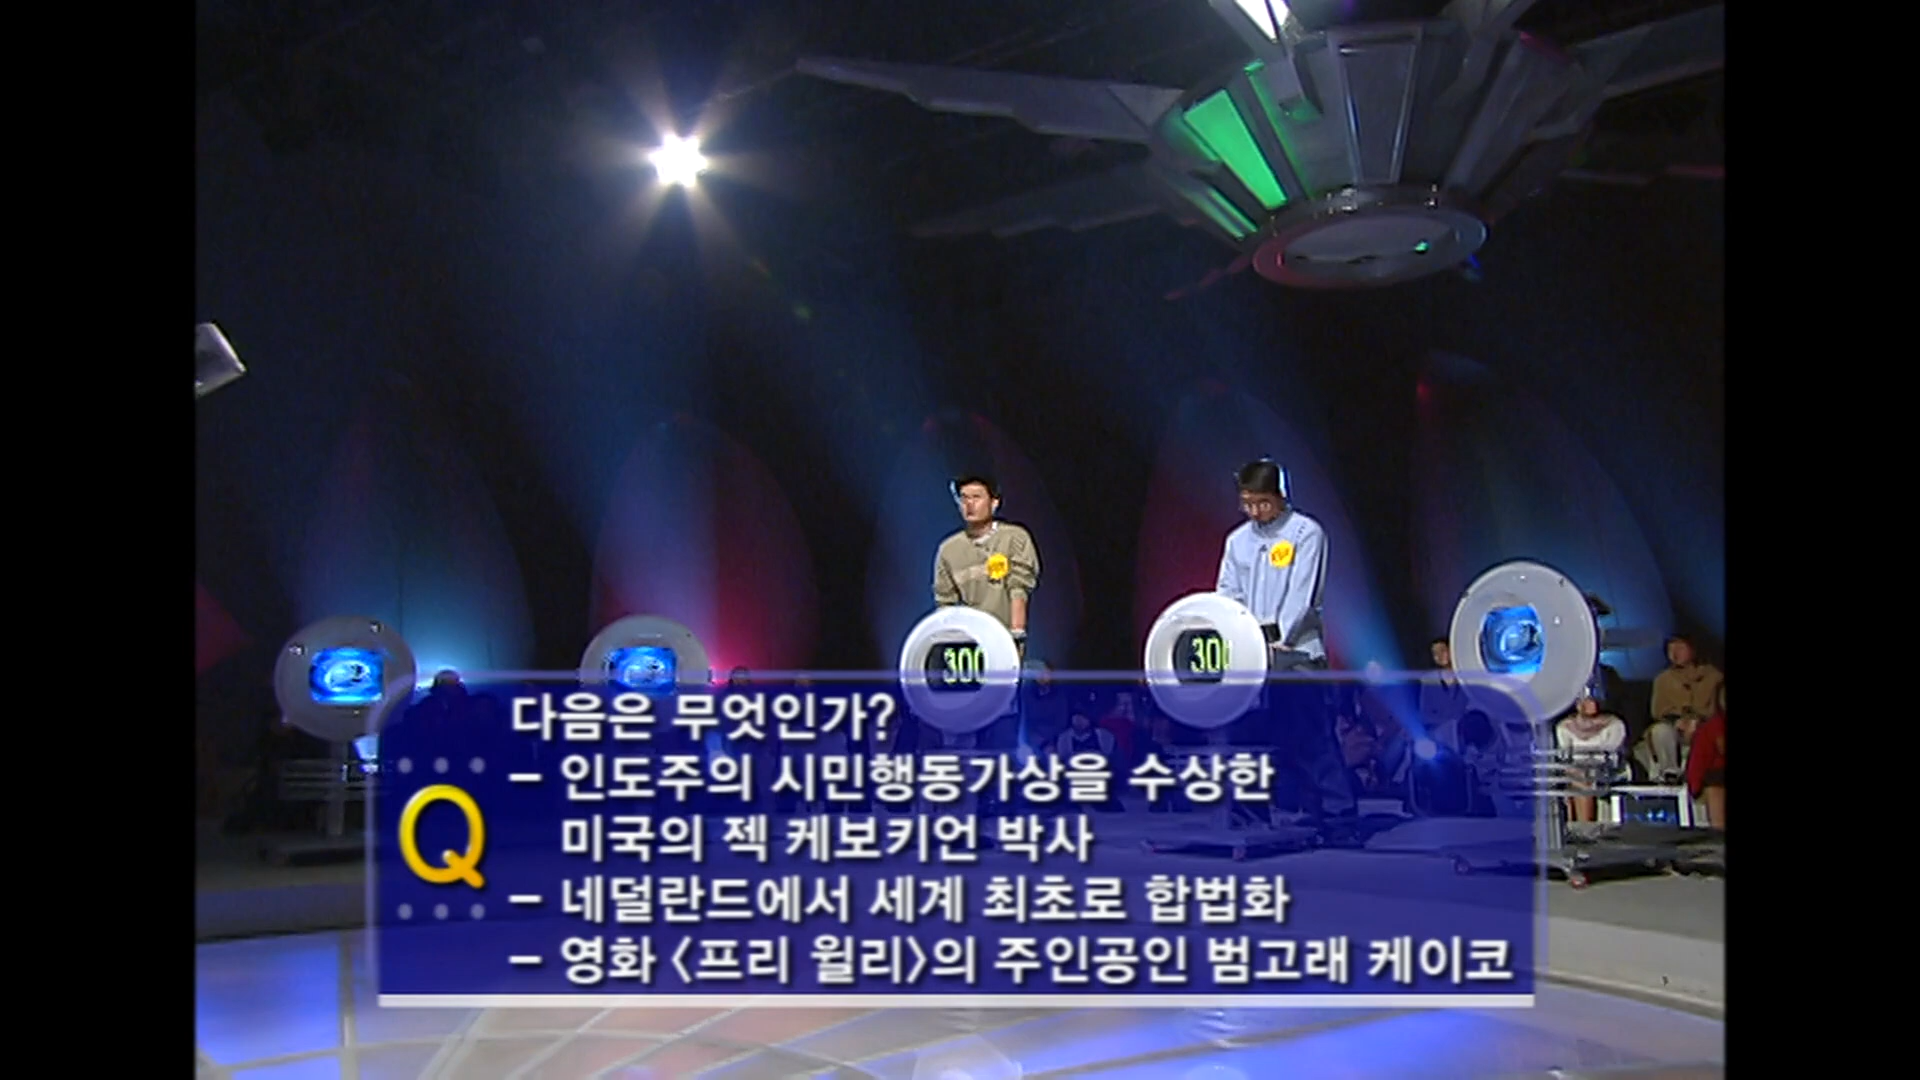 300
300
다음은 무엇인가?
Q
- 인도주의 시민행동가상을 수상한
미국의 젝 케보키언 박사
- 네덜란드에서 세계 최초로 합법화
- 영화 <프리 윌리>의 주인공인 범고래 케이코